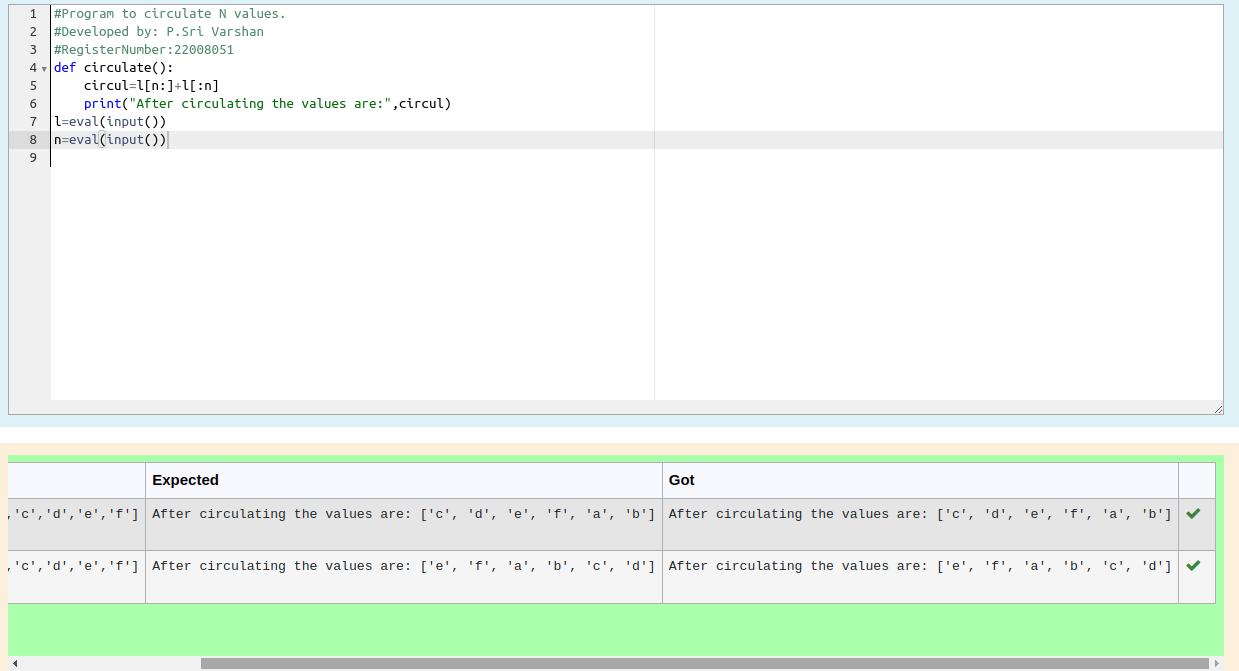 1 #Program to circulate N values.
2 #Developed by: P.Sri Varshan
3 #RegisterNumber:22008051
4 def circulate():
5     circul=l[n:]+l[:n]
6     print("After circulating the values are:",circul)
7 l=eval(input())
8 n=eval(input())
9
Expected Got
,'c','d','e','f'] After circulating the values are: ['c', 'd', 'e', 'f', 'a', 'b'] After circulating the values are: ['c', 'd', 'e', 'f', 'a', 'b']
,'c','d','e','f'] After circulating the values are: ['e', 'f', 'a', 'b', 'c', 'd'] After circulating the values are: ['e', 'f', 'a', 'b', 'c', 'd']